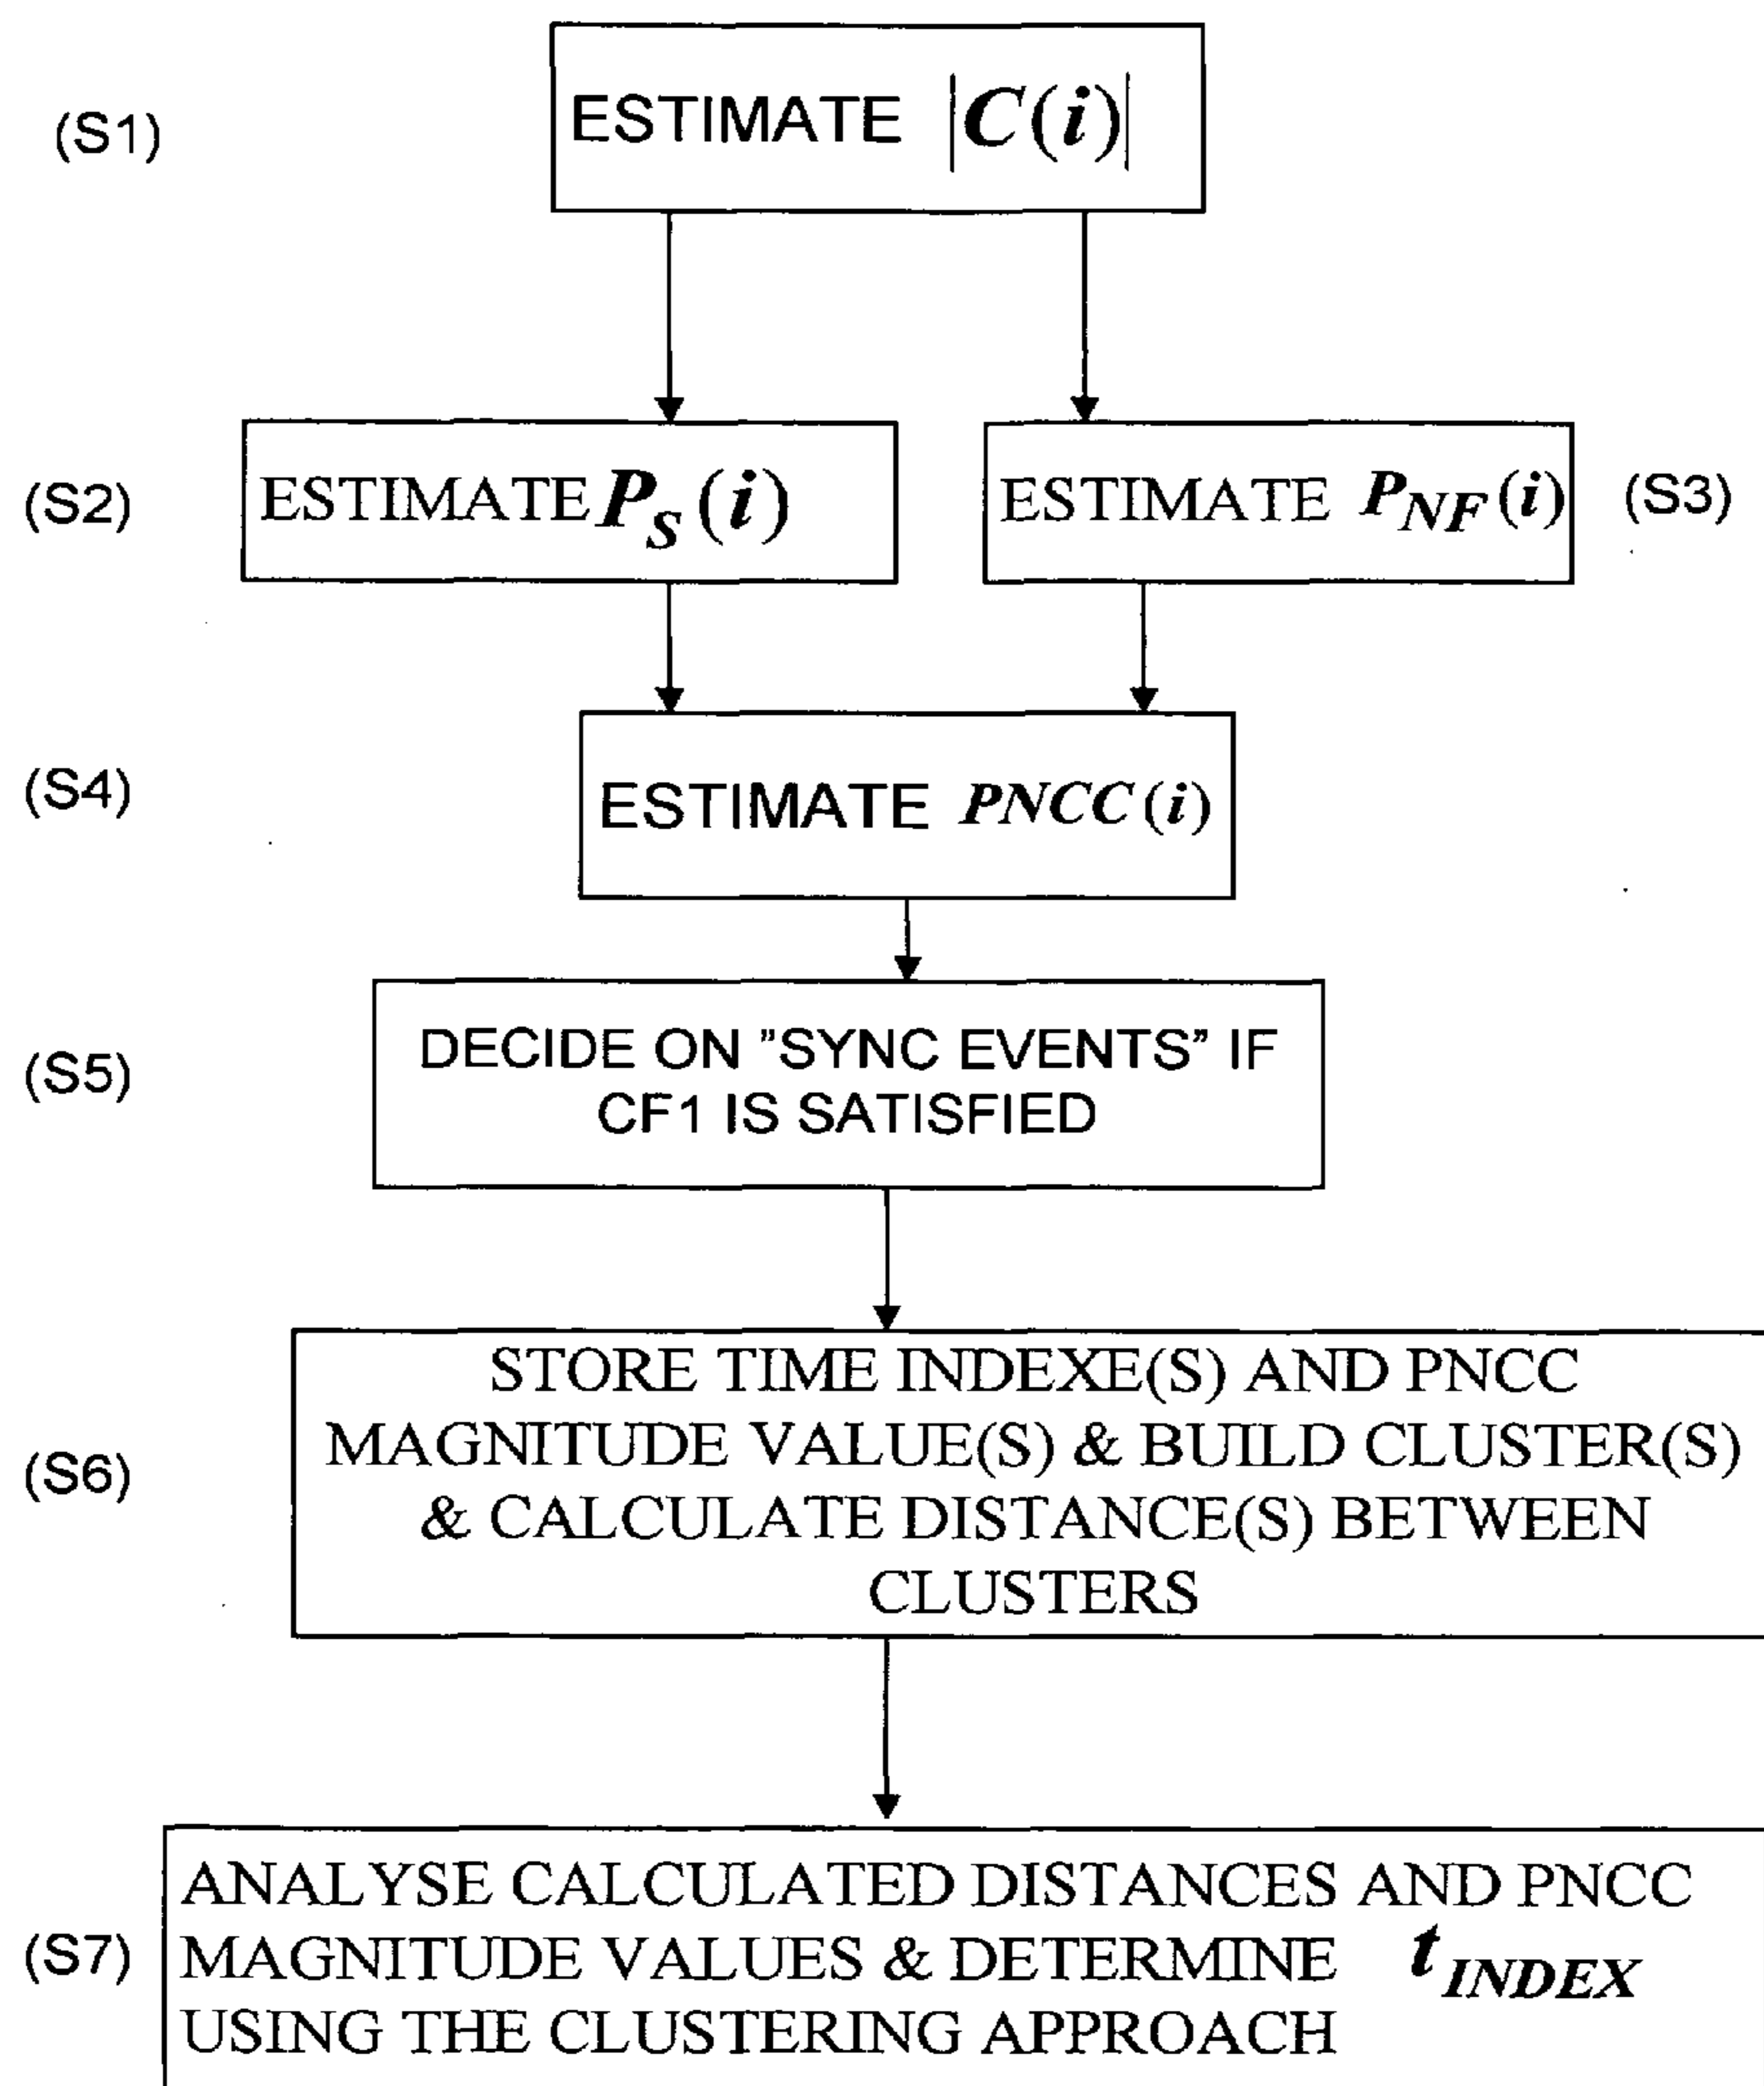 (S1)
ESTIMATE |C(i)|
(S2)
ESTIMATE P_S(i)
ESTIMATE P_NF(i)
(S3)
(S4)
ESTIMATE PNCC(i)
(S5)
DECIDE ON ”SYNC EVENTS” IF
CF1 IS SATISFIED
(S6)
STORE TIME INDEXE(S) AND PNCC
MAGNITUDE VALUE(S) & BUILD CLUSTER(S)
& CALCULATE DISTANCE(S) BETWEEN
CLUSTERS
(S7)
ANALYSE CALCULATED DISTANCES AND PNCC
MAGNITUDE VALUES & DETERMINE t_INDEX
USING THE CLUSTERING APPROACH